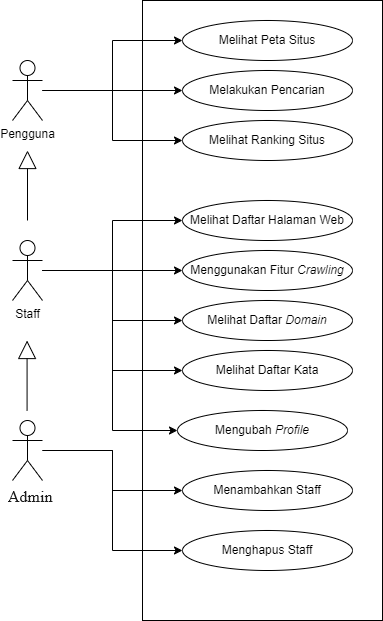 Melihat Peta Situs
Melakukan Pencarian
Pengguna
Melihat Ranking Situs
Melihat Daftar Halaman Web
Menggunakan Fitur Crawling
Staff
Melihat Daftar Domain
Melihat Daftar Kata
Mengubah Profile
Admin
Menambahkan Staff
Menghapus Staff